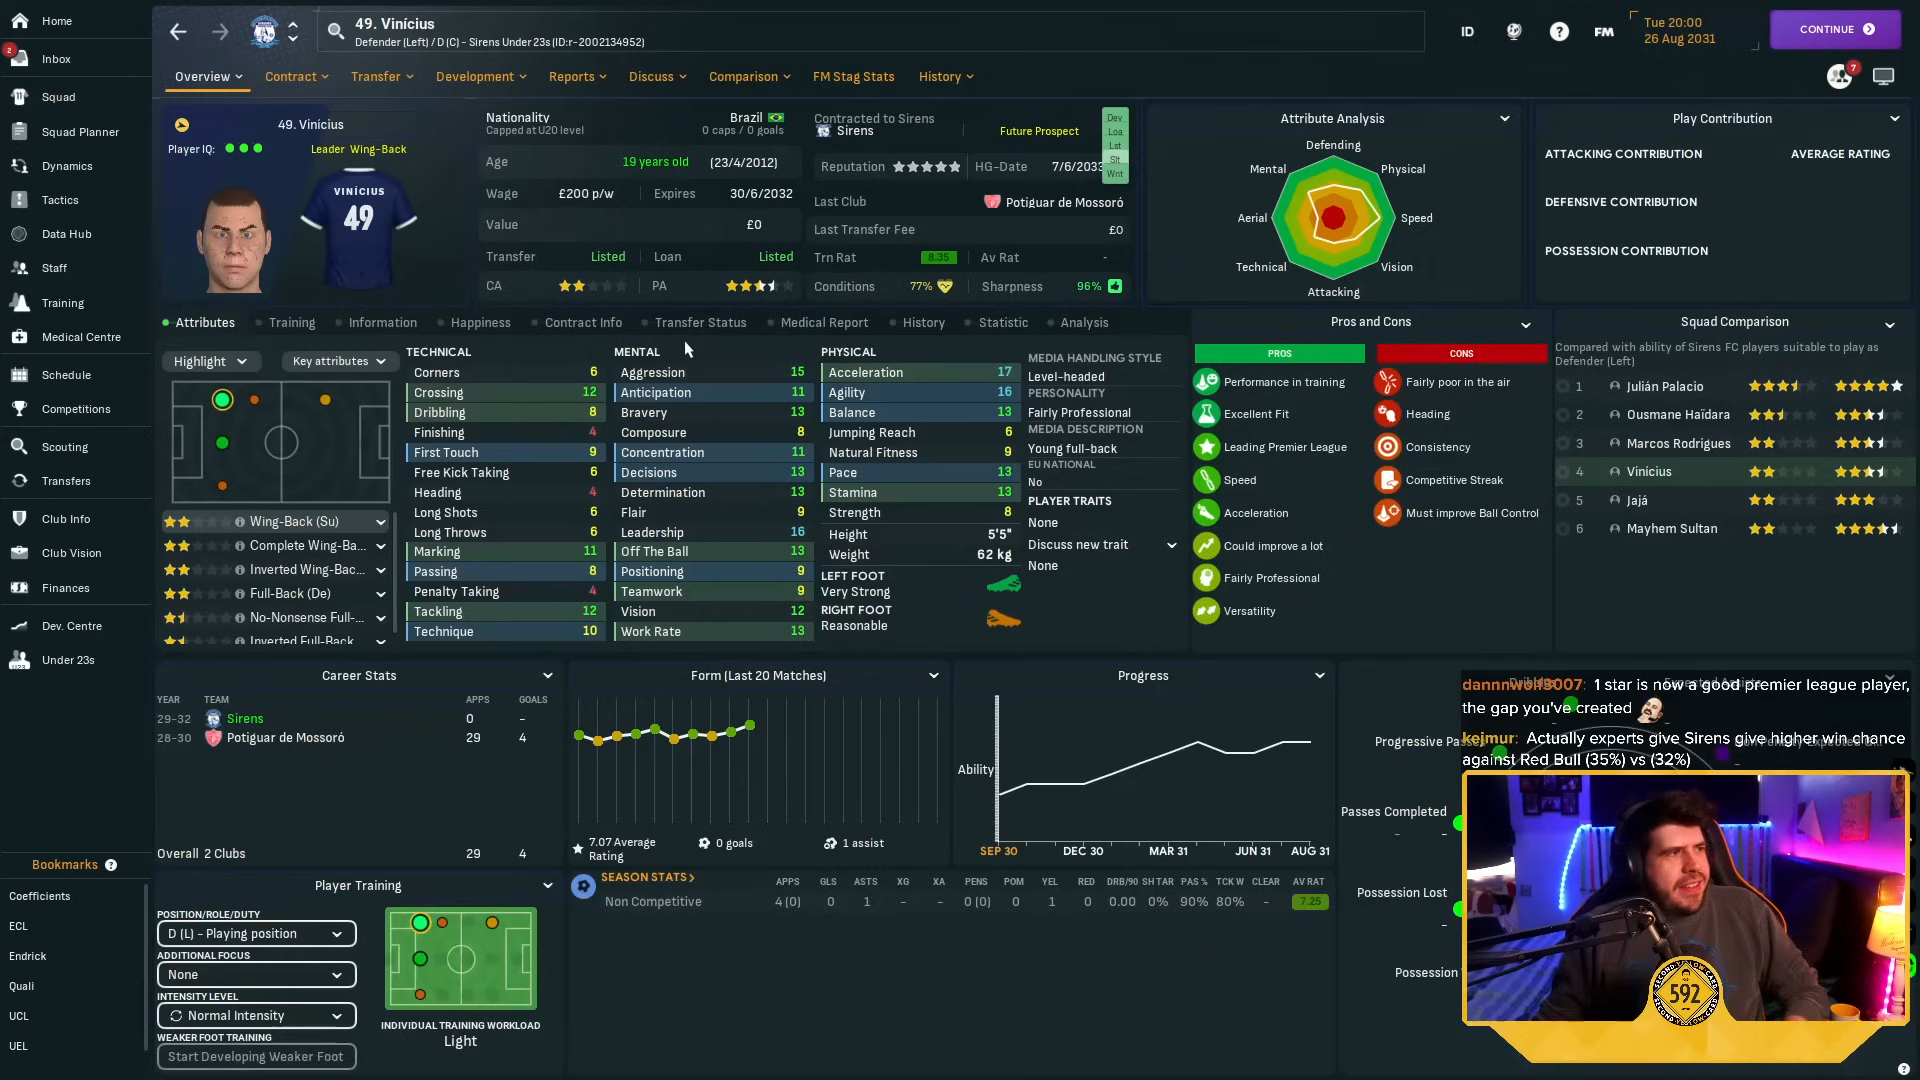 Home
2
Inbox
Squad
Squad Planner
Dynamics
Tactics
Data Hub
Staff
Training
Medical Centre
Schedule
Competitions
Scouting
Transfers
Club Info
Club Vision
Finances
Dev. Centre
Under 23s
Bookmarks ?
Coefficients
ECL
Endrick
Quali
UCL
UEL
49. Vinícius
Defender (Left) / D (C) - Sirens Under 23s (ID:r-2002134952)
ID
?
FM
Tue 20:00
26 Aug 2031
CONTINUE
Overview
Contract
Transfer
Development
Reports
Discuss
Comparison
FM Stag Stats
History
7
49. Vinícius
Player IQ:
Leader Wing-Back
VINÍCIUS
49
Nationality Brazil
Capped at U20 level 0 caps / 0 goals
Age 19 years old (23/4/2012)
Wage £200 p/w Expires 30/6/2032
Value £0
Transfer Listed Loan Listed
CA PA
Contracted to Sirens
Sirens Future Prospect
Reputation HG-Date 7/6/2033
Last Club Potiguar de Mossoró
Last Transfer Fee £0
Trn Rat 8.35 Av Rat -
Conditions 77% Sharpness 96%
Dev
Loa
Lst
Slt
Wnt
Attribute Analysis
Defending
Physical
Speed
Vision
Attacking
Technical
Aerial
Mental
Play Contribution
ATTACKING CONTRIBUTION AVERAGE RATING
DEFENSIVE CONTRIBUTION
POSSESSION CONTRIBUTION
Attributes
Training
Information
Happiness
Contract Info
Transfer Status
Medical Report
History
Statistic
Analysis
Highlight
Key attributes
Wing-Back (Su)
Complete Wing-Ba...
Inverted Wing-Bac...
Full-Back (De)
No-Nonsense Full-...
Inverted Full-Back
TECHNICAL
Corners 6
Crossing 12
Dribbling 8
Finishing 4
First Touch 9
Free Kick Taking 6
Heading 4
Long Shots 6
Long Throws 6
Marking 11
Passing 8
Penalty Taking 4
Tackling 12
Technique 10
MENTAL
Aggression 15
Anticipation 11
Bravery 13
Composure 8
Concentration 11
Decisions 13
Determination 13
Flair 9
Leadership 16
Off The Ball 13
Positioning 9
Teamwork 9
Vision 12
Work Rate 13
PHYSICAL
Acceleration 17
Agility 16
Balance 13
Jumping Reach 6
Natural Fitness 9
Pace 13
Stamina 13
Strength 8
Height 5'5"
Weight 62 kg
LEFT FOOT
Very Strong
RIGHT FOOT
Reasonable
MEDIA HANDLING STYLE
Level-headed
PERSONALITY
Fairly Professional
MEDIA DESCRIPTION
Young full-back
EU NATIONAL
No
PLAYER TRAITS
None
Discuss new trait
None
Pros and Cons
PROS
Performance in training
Excellent Fit
Leading Premier League
Speed
Acceleration
Could improve a lot
Fairly Professional
Versatility
CONS
Fairly poor in the air
Heading
Consistency
Competitive Streak
Must improve Ball Control
Squad Comparison
Compared with ability of Sirens FC players suitable to play as
Defender (Left)
1 Julián Palacio
2 Ousmane Haïdara
3 Marcos Rodrigues
4 Vinícius
5 Jajá
6 Mayhem Sultan
Career Stats
YEAR TEAM APPS GOALS
29-32 Sirens 0 -
28-30 Potiguar de Mossoró 29 4
Overall 2 Clubs 29 4
Form (Last 20 Matches)
7.07 Average
Rating
0 goals
1 assist
Progress
Ability
SEP 30
DEC 30
MAR 31
JUN 31
AUG 31
Player Training
POSITION/ROLE/DUTY
D (L) - Playing position
ADDITIONAL FOCUS
None
INTENSITY LEVEL
Normal Intensity
WEAKER FOOT TRAINING
Start Developing Weaker Foot
INDIVIDUAL TRAINING WORKLOAD
Light
SEASON STATS APPS GLS ASTS XG XA PENS POM YEL RED DRB/90 SH TAR PAS % TCK W CLEAR AV RAT
Non Competitive 4 (0) 0 1 - - 0 (0) 0 1 0 0.00 0% 90% 80% - 7.25
dannnwolf3007: 1 star is now a good premier league player,
the gap you've created
kejmur: Actually experts give Sirens give higher win chance
against Red Bull (35%) vs (32%)
Progressive
Passes Completed
-
-
Possession Lost
-
Possession
592
?